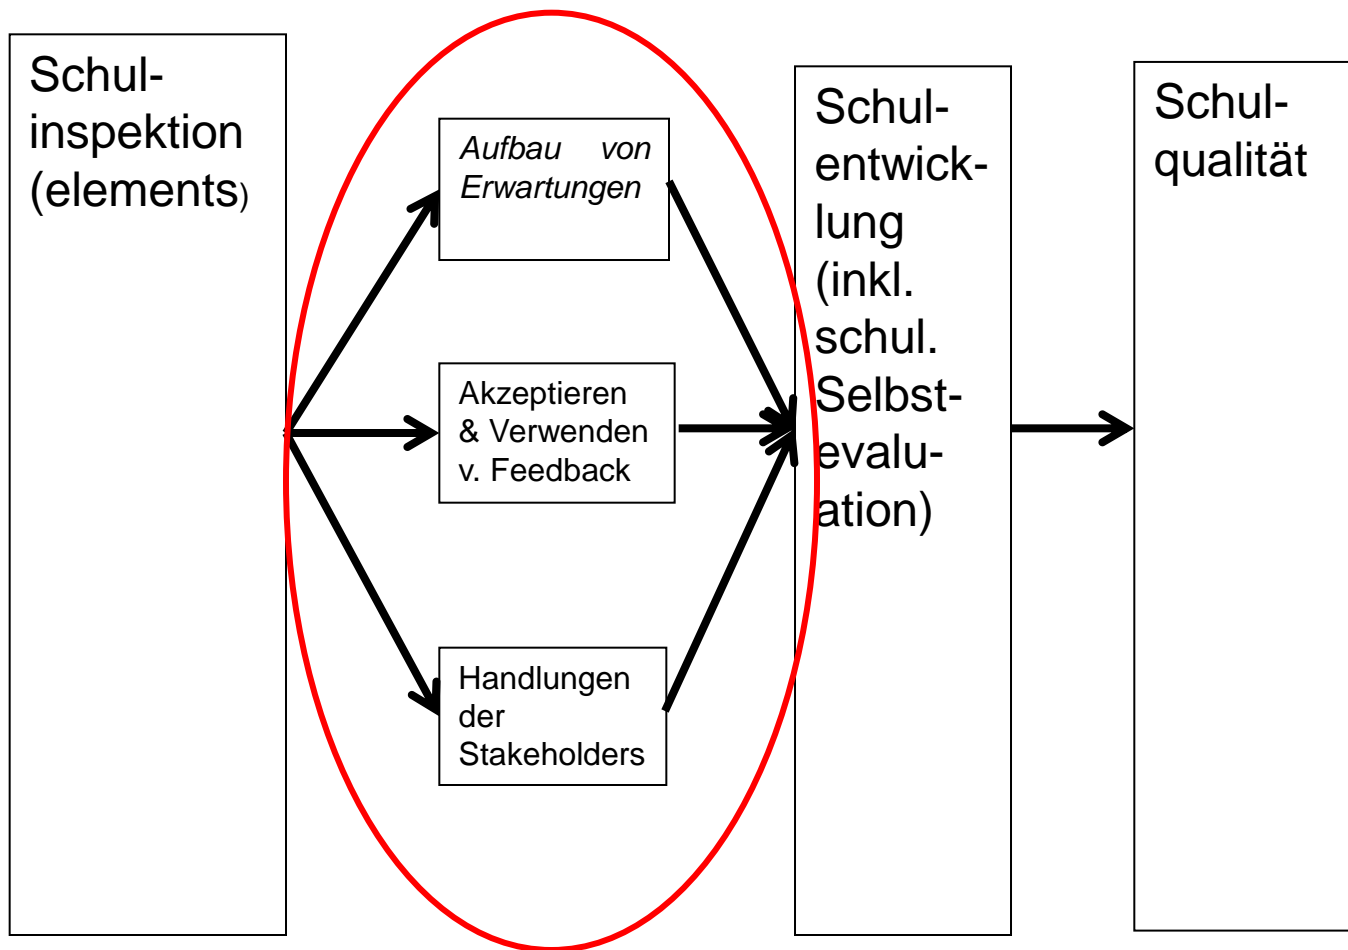 Schul-
inspektion
(elements)
Aufbau von
Erwartungen
Akzeptieren
& Verwenden
v. Feedback
Handlungen
der
Stakeholders
Schul-
entwick-
lung
(inkl.
schul.
Selbst-
evalu-
ation)
Schul-
qualität